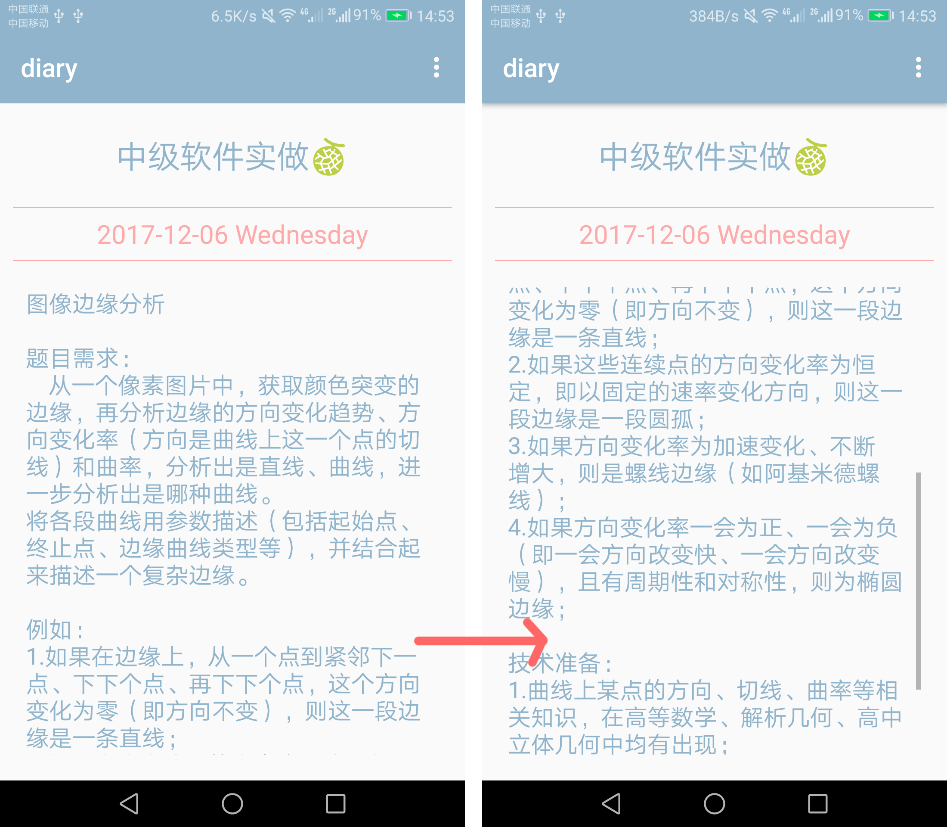 中国联通
中国移动
6.5K/s
4G
2G
91%
14:53
diary
中级软件实做
2017-12-06 Wednesday
图像边缘分析
题目需求：
从一个像素图片中，获取颜色突变的
边缘，再分析边缘的方向变化趋势、方
向变化率（方向是曲线上这一个点的切
线）和曲率，分析出是直线、曲线，进
一步分析出是哪种曲线。
将各段曲线用参数描述（包括起始点、
终止点、边缘曲线类型等），并结合起
来描述一个复杂边缘。
例如：
1.如果在边缘上，从一个点到紧邻下一
点、下下个点、再下下个点，这个方向
变化为零（即方向不变），则这一段边
缘是一条直线；
中国联通
中国移动
384B/s
4G
2G
91%
14:53
diary
中级软件实做
2017-12-06 Wednesday
点、下下个点、再下下个点，这个方向
变化为零（即方向不变），则这一段边
缘是一条直线；
2.如果这些连续点的方向变化率为恒
定，即以固定的速率变化方向，则这一
段边缘是一段圆孤；
3.如果方向变化率为加速变化、不断
增大，则是螺线边缘（如阿基米德螺
线）；
4.如果方向变化率一会为正、一会为负
（即一会方向改变快、一会方向改变
慢），且有周期性和对称性，则为椭圆
边缘；
技术准备：
1.曲线上某点的方向、切线、曲率等相
关知识，在高等数学、解析几何、高中
立体几何中均有出现；